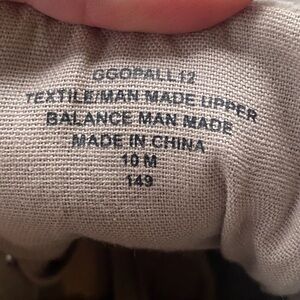 GGOPALL12
TEXTILE/MAN MADE UPPER
BALANCE MAN MADE
MADE IN CHINA
10 M
149